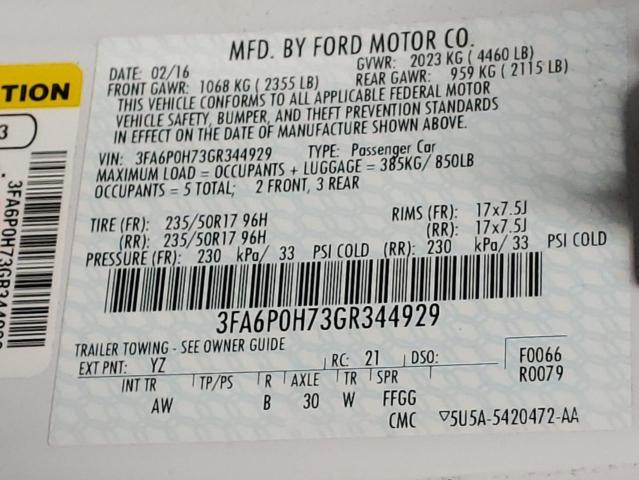 TION
3
3FA6P0H73GR344929
MFD. BY FORD MOTOR CO.
DATE: 02/16 GVWR: 2023 KG ( 4460 LB)
FRONT GAWR: 1068 KG ( 2355 LB) REAR GAWR: 959 KG ( 2115 LB)
THIS VEHICLE CONFORMS TO ALL APPLICABLE FEDERAL MOTOR
VEHICLE SAFETY, BUMPER, AND THEFT PREVENTION STANDARDS
IN EFFECT ON THE DATE OF MANUFACTURE SHOWN ABOVE.
VIN: 3FA6P0H73GR344929 TYPE: Passenger Car
MAXIMUM LOAD = OCCUPANTS + LUGGAGE = 385KG/ 850LB
OCCUPANTS = 5 TOTAL; 2 FRONT, 3 REAR
TIRE (FR): 235/50R17 96H RIMS (FR): 17x7.5J
(RR): 235/50R17 96H (RR): 17x7.5J
PRESSURE (FR): 230 kPa/ 33 PSI COLD (RR): 230 kPa/ 33 PSI COLD
3FA6P0H73GR344929
TRAILER TOWING - SEE OWNER GUIDE
EXT PNT: YZ RC: 21 DSO: F0066
R0079
INT TR TP/PS R AXLE TR SPR
AW B 30 W FFGG
CMC ▽5U5A-5420472-AA